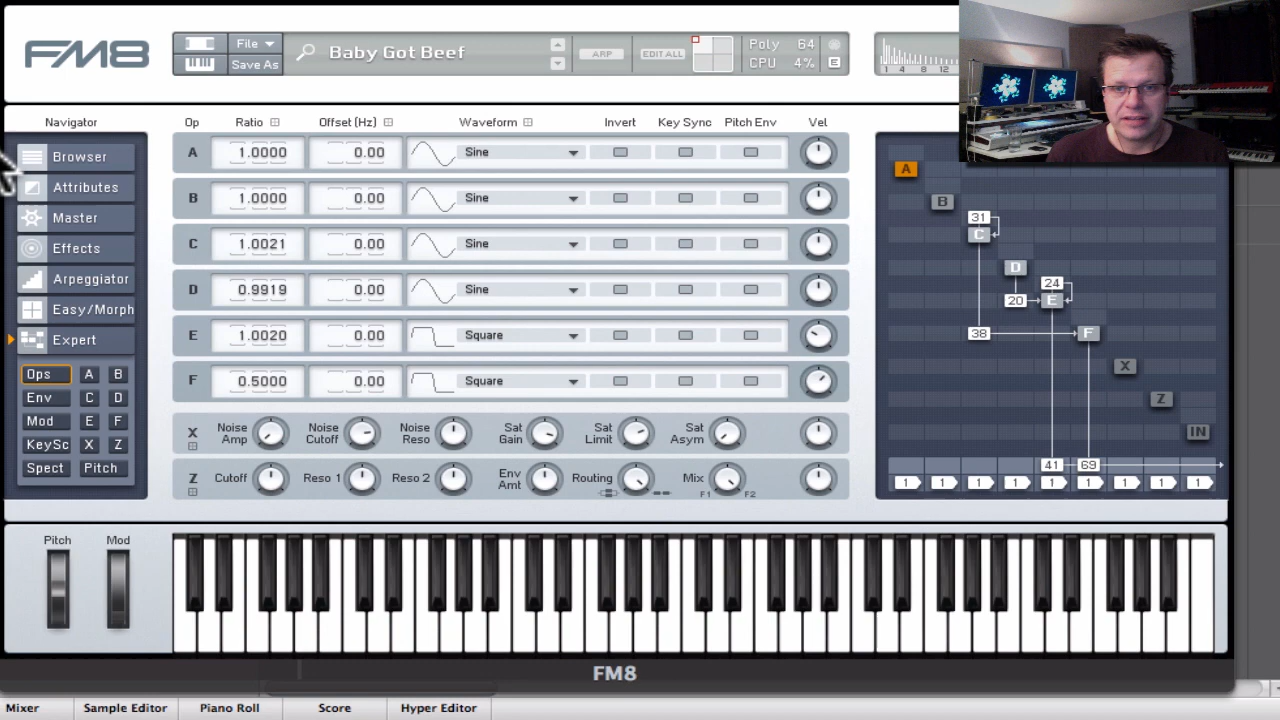 FM8
File
Save As
Baby Got Beef
ARP
EDIT ALL
Poly 64
CPU 4%
E
1 4 8 12
Navigator
Browser
Attributes
Master
Effects
Arpeggiator
Easy/Morph
Expert
Ops A B
Env C D
Mod E F
KeySc X Z
Spect Pitch
Op Ratio Offset (Hz) Waveform Invert Key Sync Pitch Env Vel
A 1.0000 0.00 Sine
B 1.0000 0.00 Sine
C 1.0021 0.00 Sine
D 0.9919 0.00 Sine
E 1.0020 0.00 Square
F 0.5000 0.00 Square
X Noise Amp Noise Cutoff Noise Reso Sat Gain Sat Limit Sat Asym
Z Cutoff Reso 1 Reso 2 Env Amt Routing Mix F1 F2
A
B
31
C
D
24
20 E
38 F
X
Z
IN
41 69
1 1 1 1 1 1 1 1 1
Pitch Mod
FM8
Mixer Sample Editor Piano Roll Score Hyper Editor